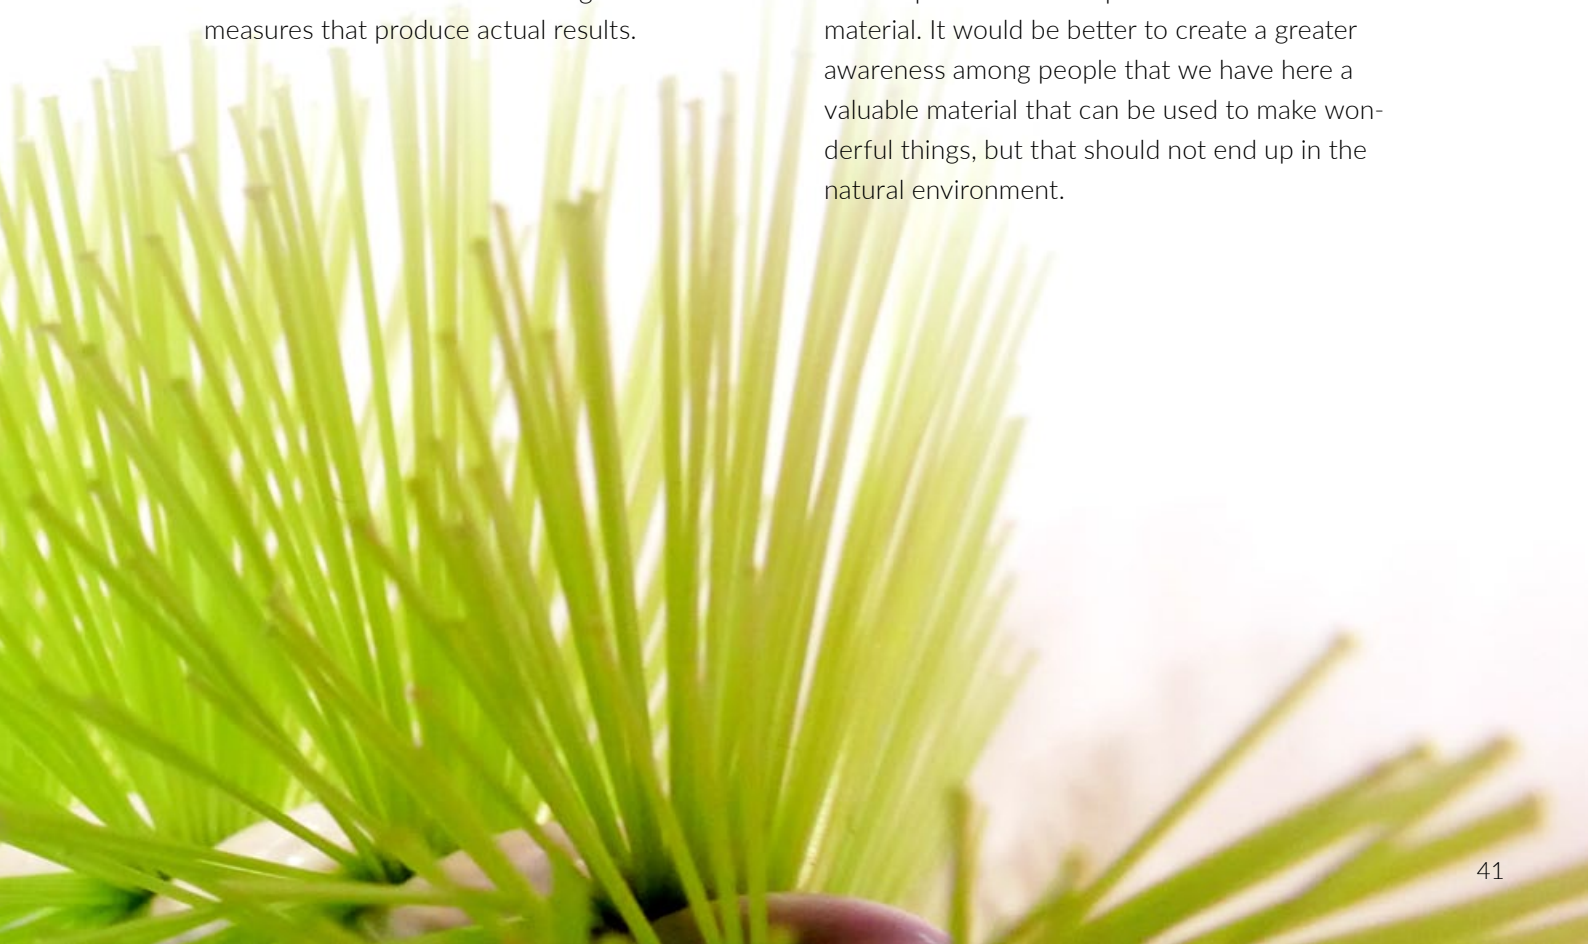 measures that produce actual results.
material. It would be better to create a greater
awareness among people that we have here a
valuable material that can be used to make won-
derful things, but that should not end up in the
natural environment.
41